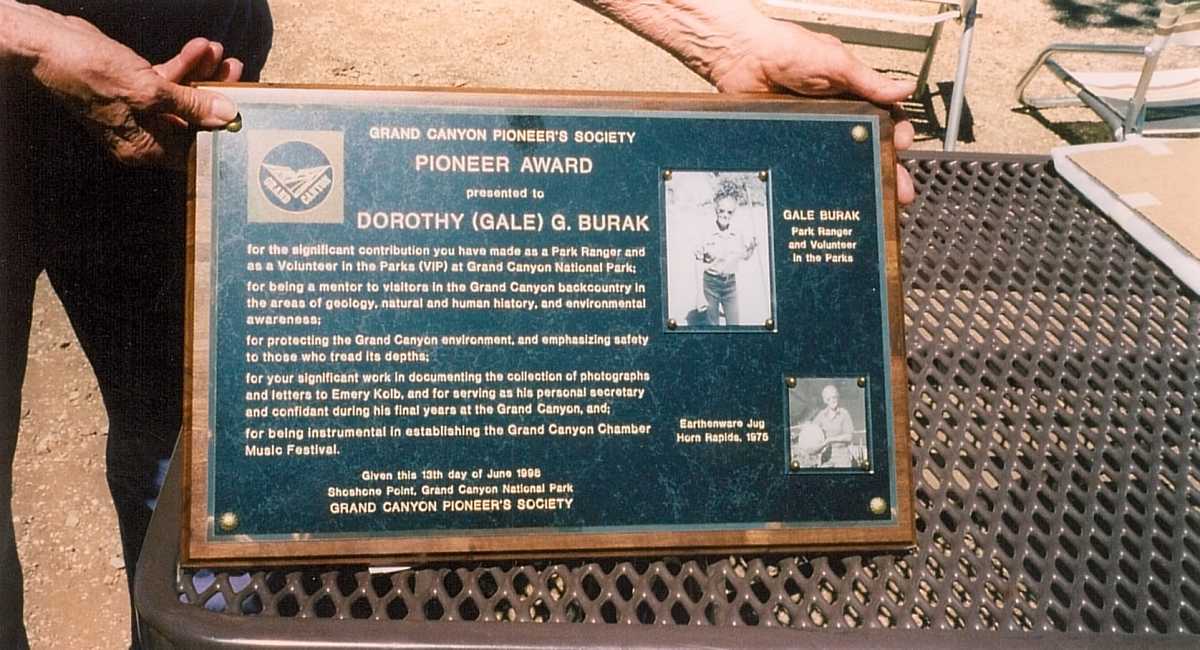 GRAND CANYON PIONEER'S SOCIETY
PIONEER AWARD
presented to
DOROTHY (GALE) G. BURAK
for the significant contribution you have made as a Park Ranger and
as a Volunteer in the Parks (VIP) at Grand Canyon National Park;
for being a mentor to visitors in the Grand Canyon backcountry in
the areas of geology, natural and human history, and environmental
awareness;
for protecting the Grand Canyon environment, and emphasizing safety
to those who tread its depths;
for your significant work in documenting the collection of photographs
and letters to Emery Kolb, and for serving as his personal secretary
and confidant during his final years at the Grand Canyon, and;
for being instrumental in establishing the Grand Canyon Chamber
Music Festival.
Given this 13th day of June 1998
Shoshone Point, Grand Canyon National Park
GRAND CANYON PIONEER'S SOCIETY
GRAND CANYON
GALE BURAK
Park Ranger
and Volunteer
in the Parks
Earthenware Jug
Horn Rapids, 1975